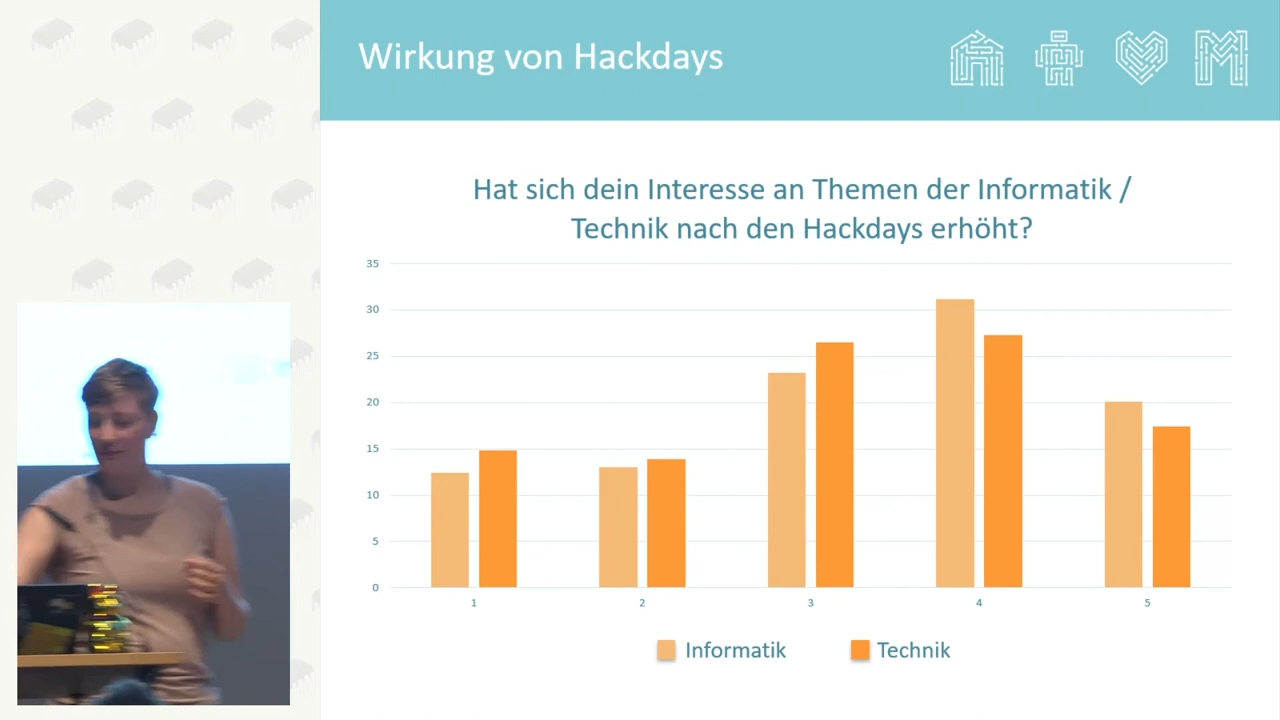 Wirkung von Hackdays
Hat sich dein Interesse an Themen der Informatik /
Technik nach den Hackdays erhöht?
35
30
25
20
15
10
5
0
1 2 3 4 5
Informatik Technik